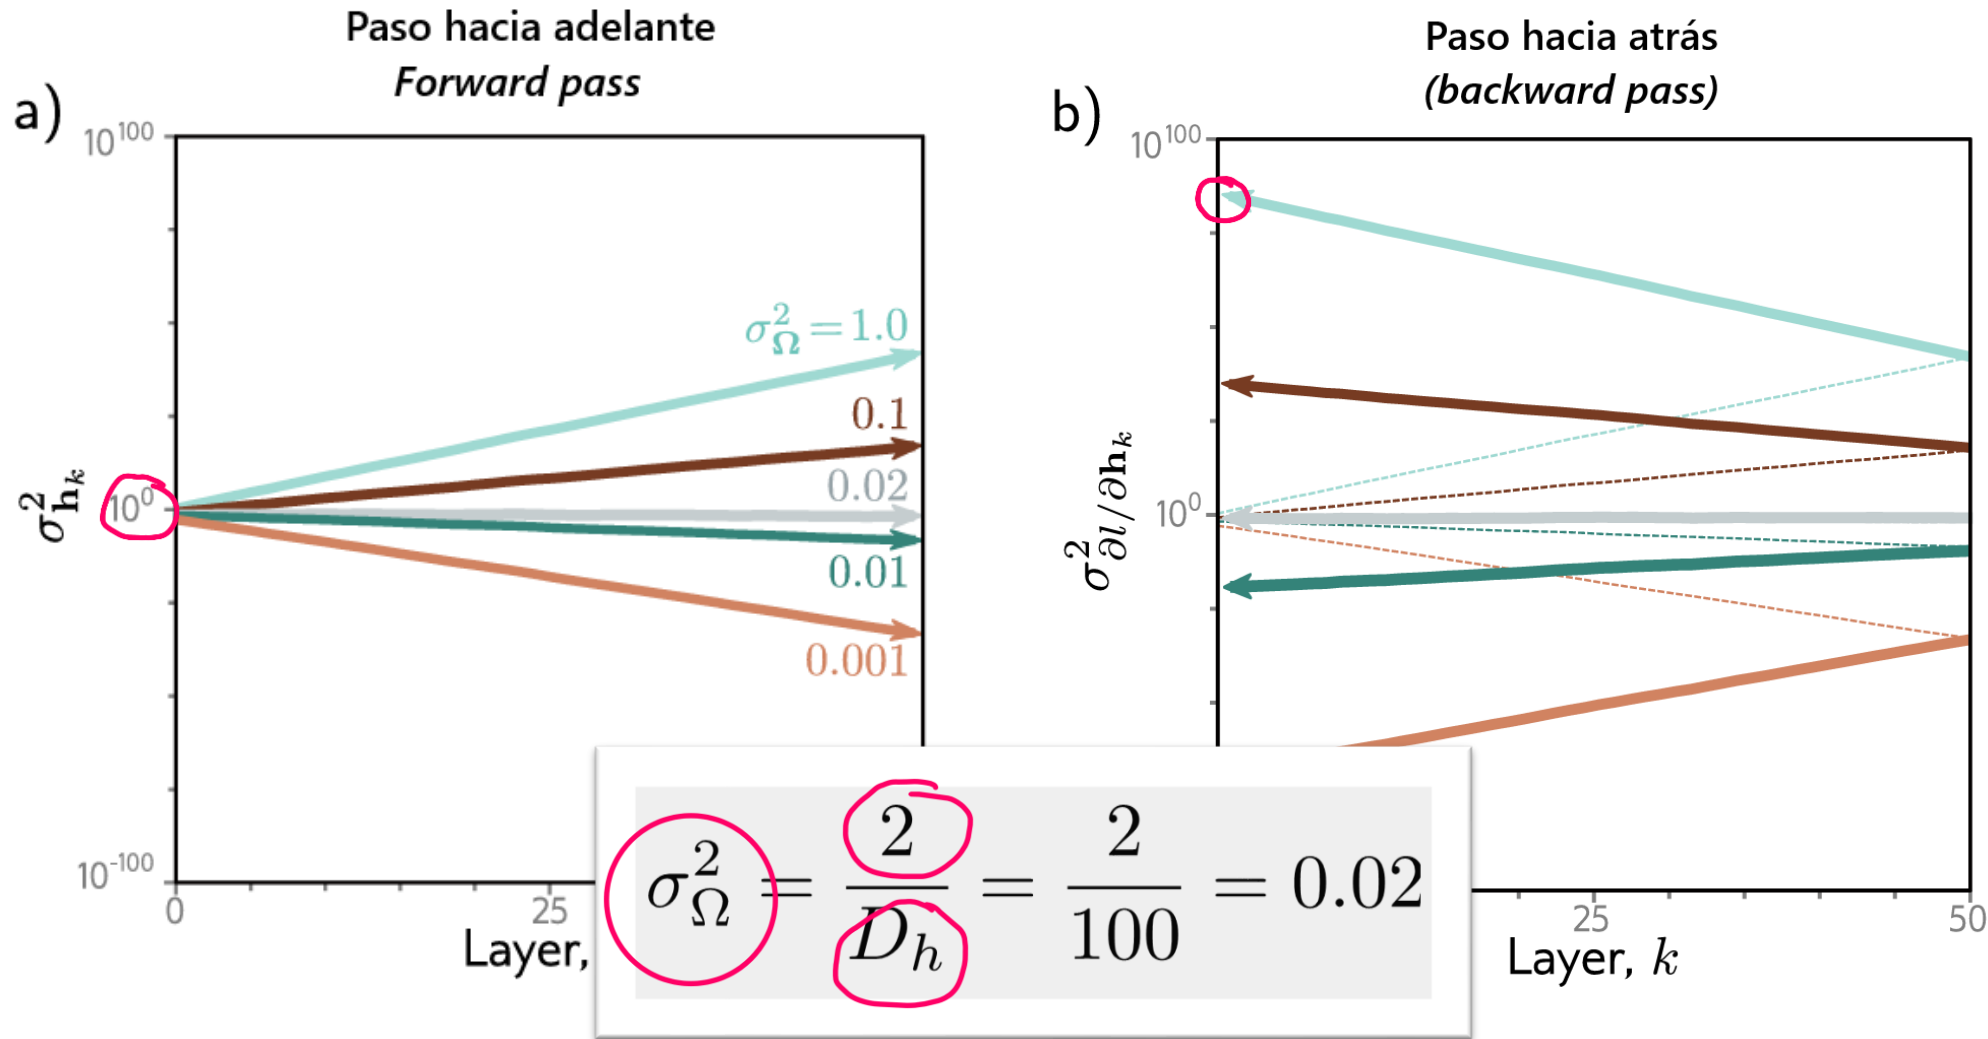 Paso hacia adelante
Forward pass
a)
10^100
10^0
10^-100
σ²_{h_k}
σ²_Ω = 1.0
0.1
0.02
0.01
0.001
0
25
Layer,
Paso hacia atrás
(backward pass)
b)
10^100
10^0
σ²_{∂l/∂h_k}
25
50
Layer, k
σ²_Ω = 2/D_h = 2/100 = 0.02